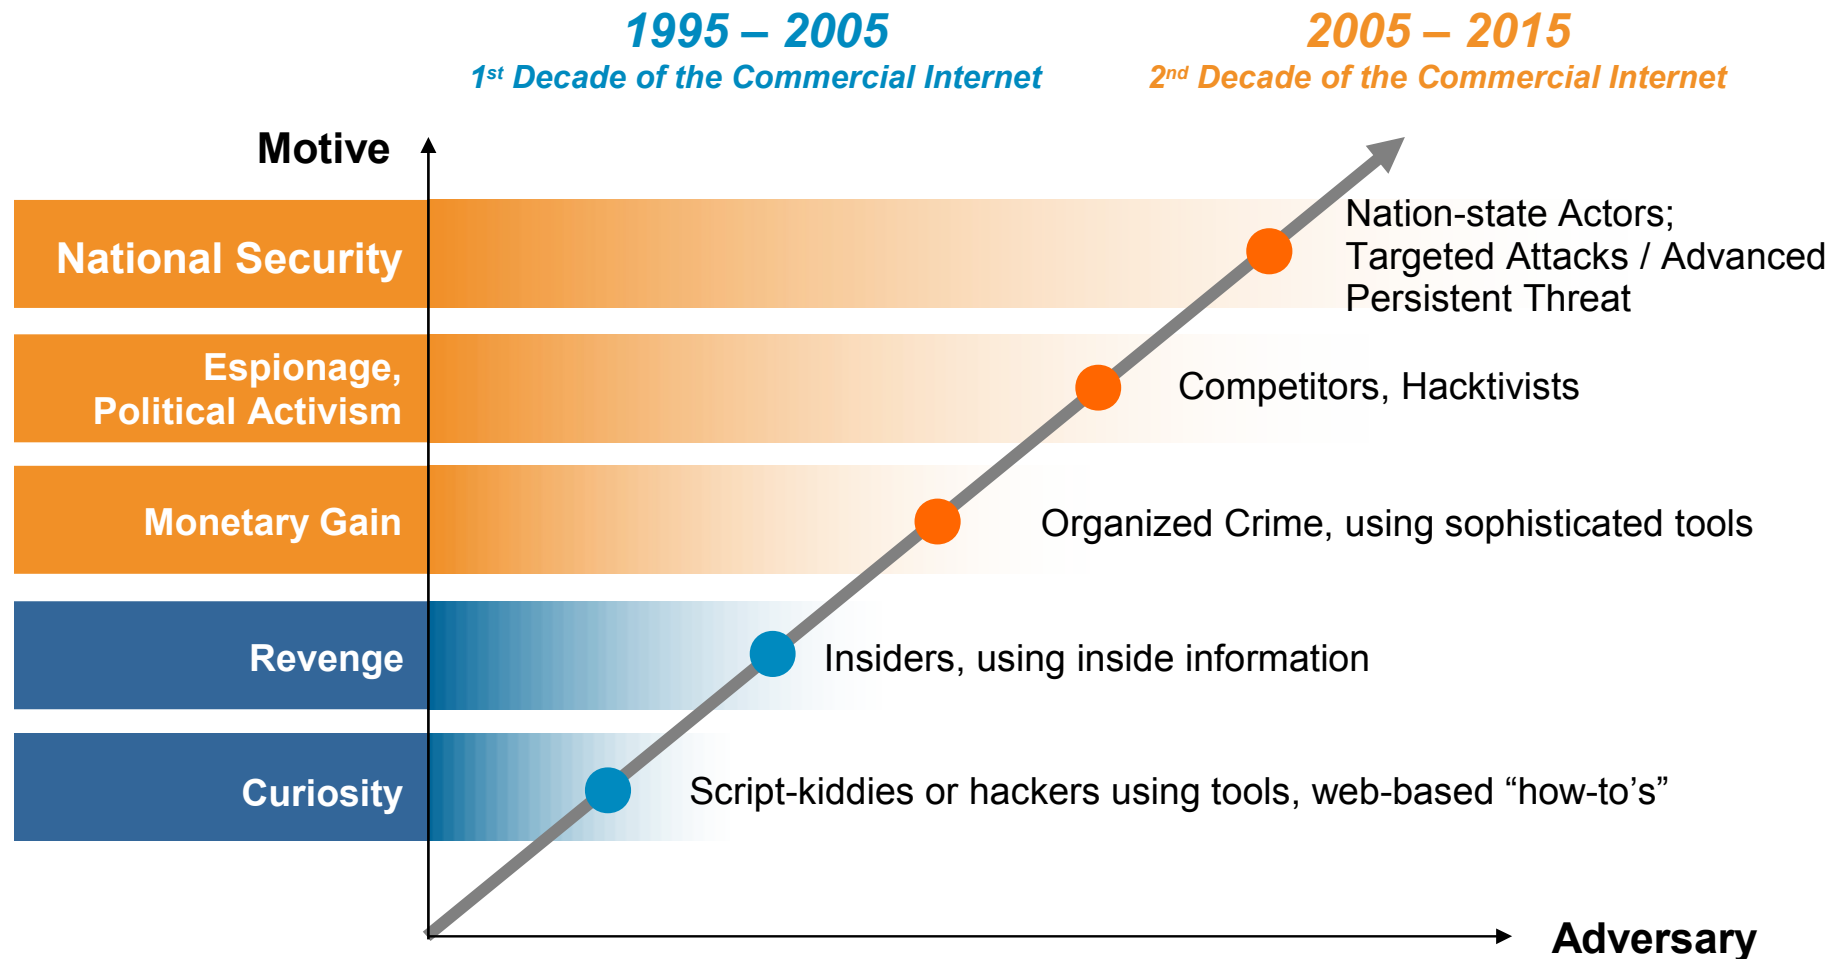 1995 – 2005
1st Decade of the Commercial Internet
2005 – 2015
2nd Decade of the Commercial Internet
Motive
National Security
Nation-state Actors;
Targeted Attacks / Advanced
Persistent Threat
Espionage,
Political Activism
Competitors, Hacktivists
Monetary Gain
Organized Crime, using sophisticated tools
Revenge
Insiders, using inside information
Curiosity
Script-kiddies or hackers using tools, web-based “how-to’s”
Adversary